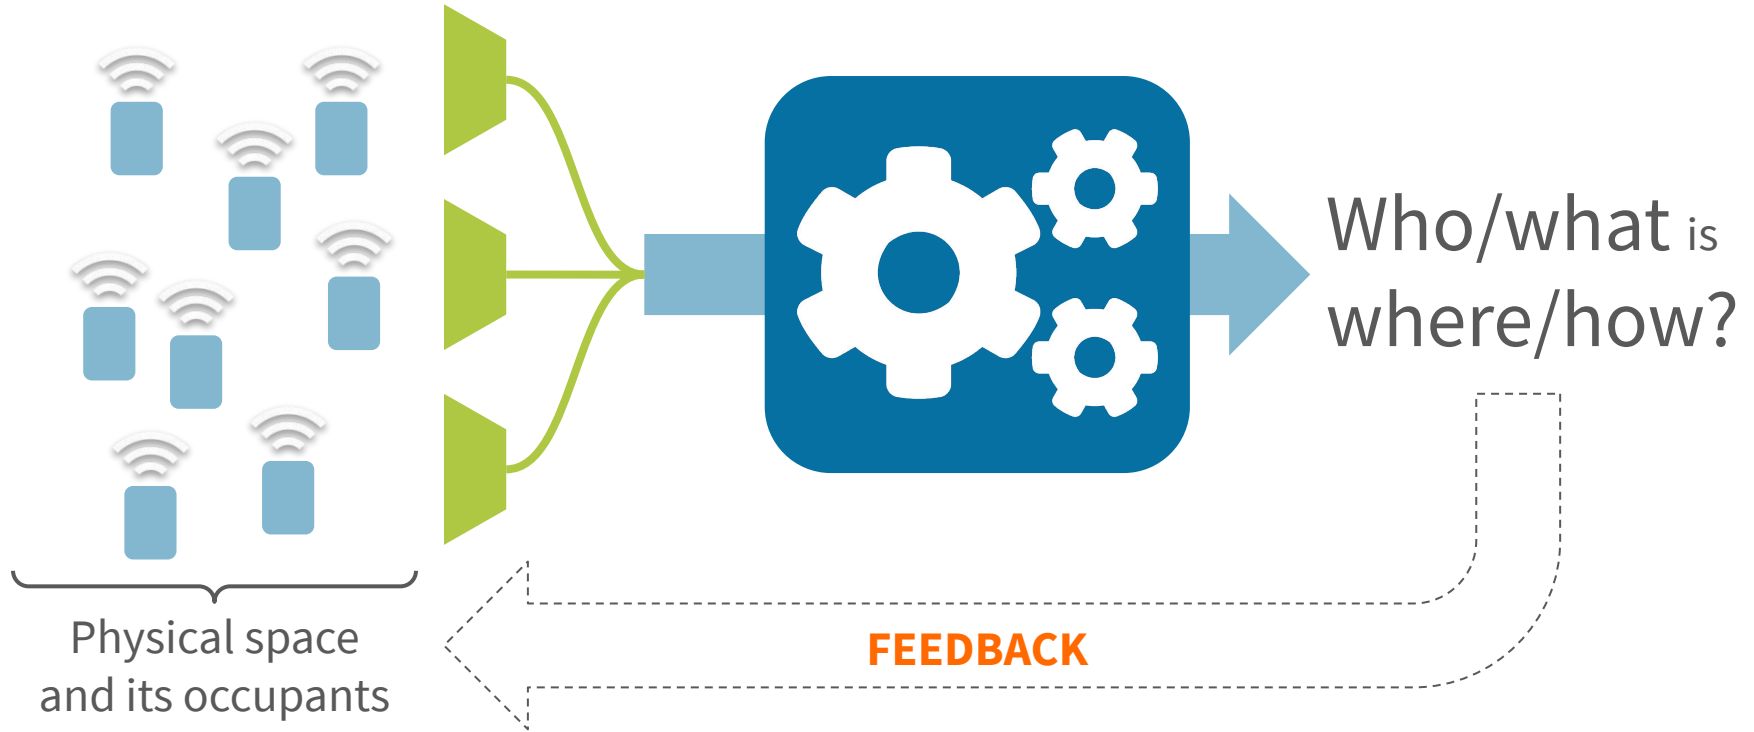 Who/what is
where/how?
FEEDBACK
Physical space
and its occupants